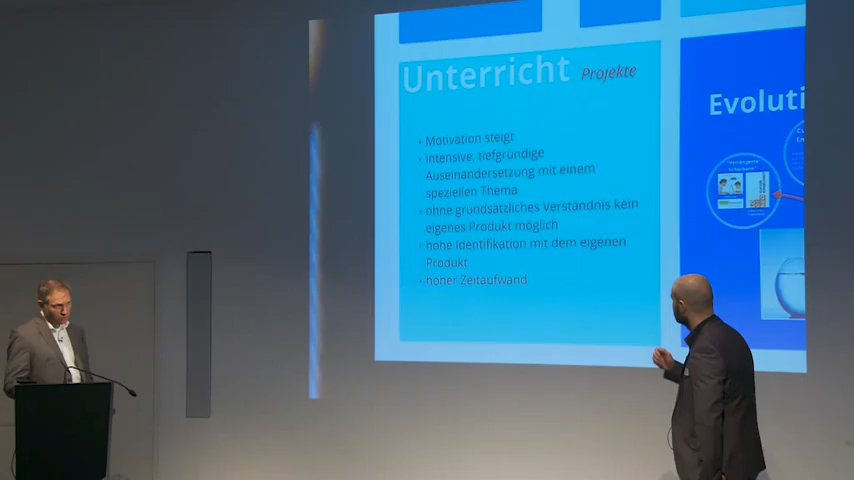 Unterricht Projekte
• Motivation steigt
• intensive, tiefgründige
Auseinandersetzung mit einem
speziellen Thema
• ohne grundsätzliches Verständnis kein
eigenes Produkt möglich
• hohe Identifikation mit dem eigenen
Produkt
• hoher Zeitaufwand
Evoluti